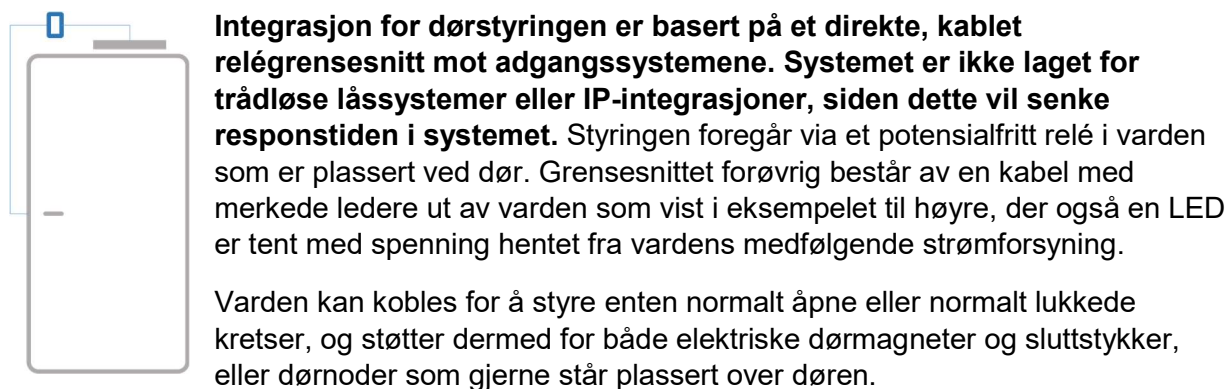 Integrasjon for dørstyringen er basert på et direkte, kablet
relégrensesnitt mot adgangssystemene. Systemet er ikke laget for
trådløse låssystemer eller IP-integrasjoner, siden dette vil senke
responstiden i systemet. Styringen foregår via et potensialfritt relé i varden
som er plassert ved dør. Grensesnittet forøvrig består av en kabel med
merkede ledere ut av varden som vist i eksempelet til høyre, der også en LED
er tent med spenning hentet fra vardens medfølgende strømforsyning.
Varden kan kobles for å styre enten normalt åpne eller normalt lukkede
kretser, og støtter dermed for både elektriske dørmagneter og sluttstykker,
eller dørnoder som gjerne står plassert over døren.